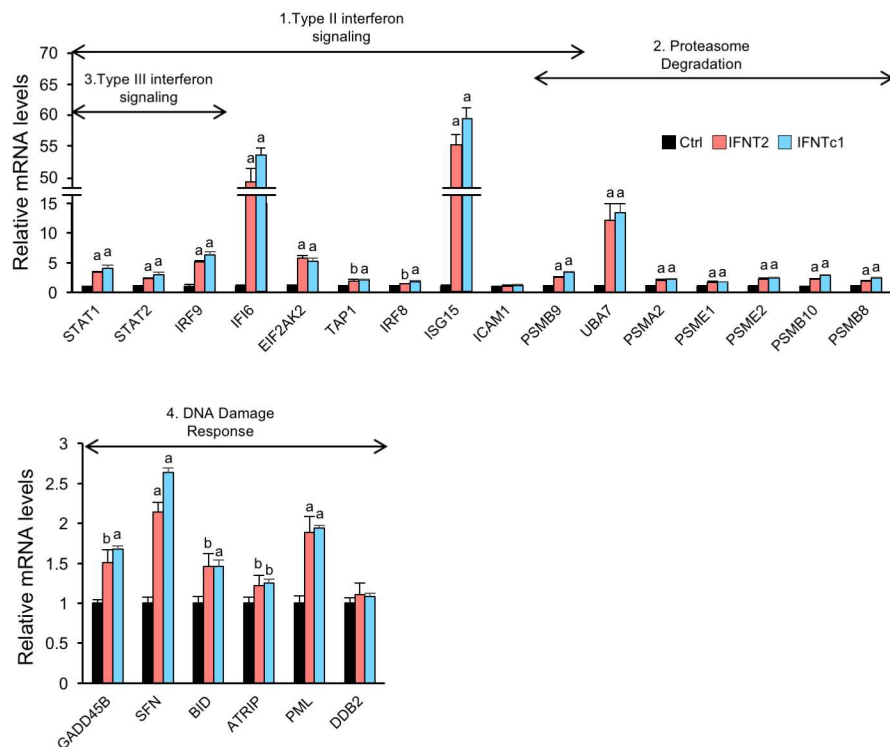 1.Type II interferon
signaling
2. Proteasome
Degradation
3.Type III interferon
signaling
Relative mRNA levels
70
65
60
55
50
15
10
5
0
Ctrl IFNT2 IFNTc1
a a a a a a a a a a b a b a a a a a a a a a a a a a a a a a
STAT1 STAT2 IRF9 IFI6 EIF2AK2 TAP1 IRF8 ISG15 ICAM1 PSMB9 UBA7 PSMA2 PSME1 PSME2 PSMB10 PSMB8
4. DNA Damage
Response
Relative mRNA levels
3
2.5
2
1.5
1
0.5
0
b a a a b a b b a a
GADD45B SFN BID ATRIP PML DDB2